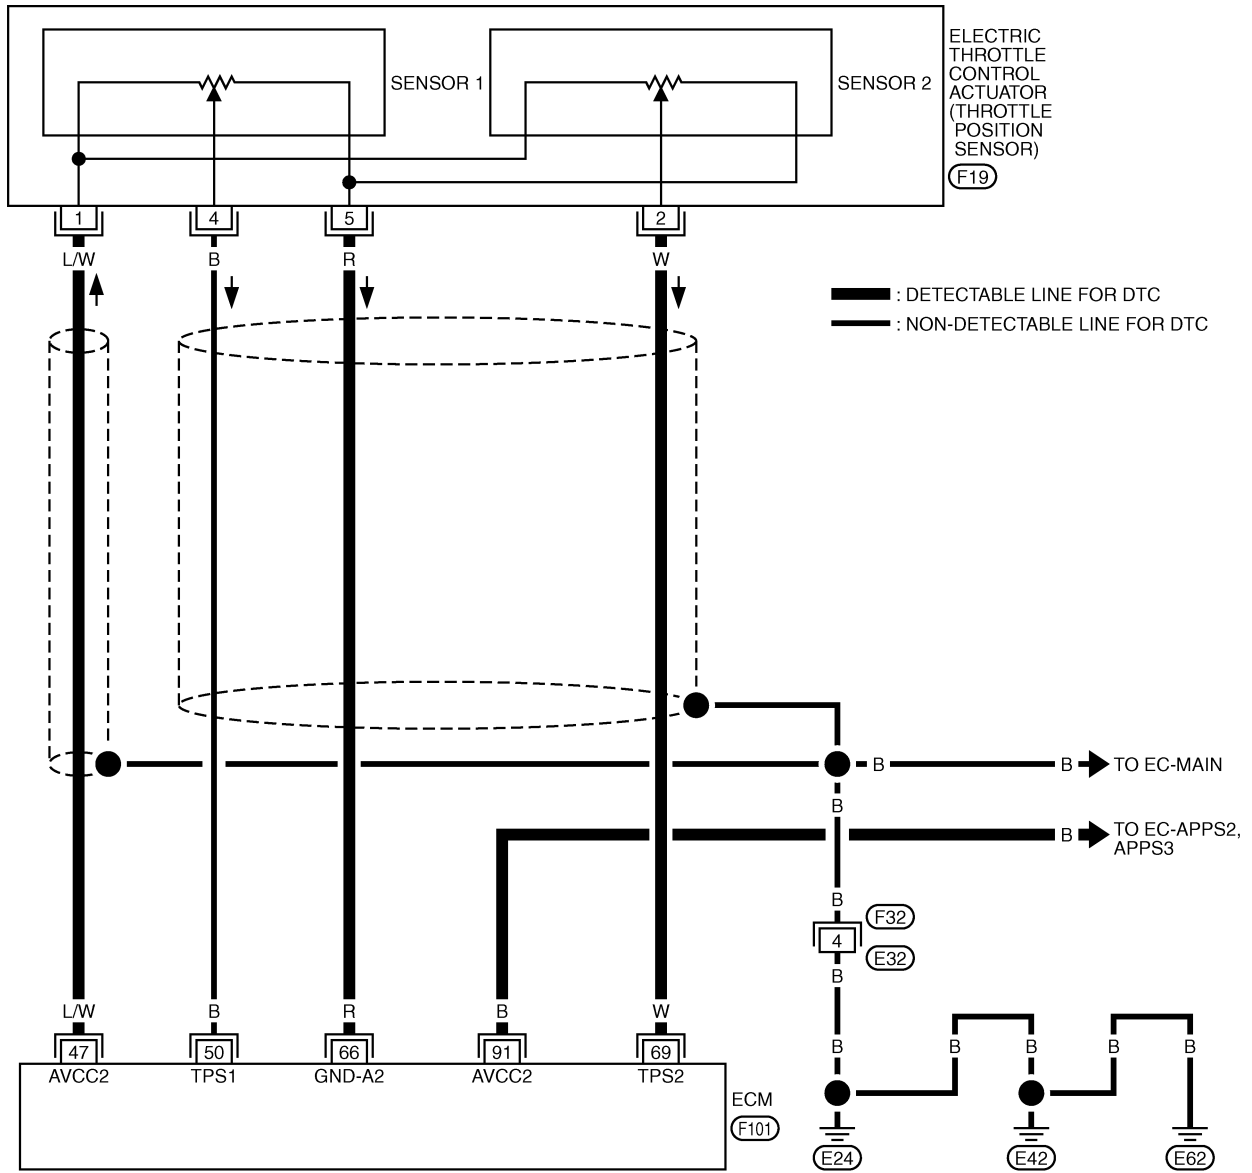 ELECTRIC
THROTTLE
CONTROL
ACTUATOR
(THROTTLE
POSITION
SENSOR)
F19
SENSOR 1
SENSOR 2
1 4 5 2
L/W B R W
: DETECTABLE LINE FOR DTC
: NON-DETECTABLE LINE FOR DTC
B B TO EC-MAIN
B
B TO EC-APPS2,
APPS3
B
F32
4
E32
B
L/W B R B W
47 50 66 91 69
AVCC2 TPS1 GND-A2 AVCC2 TPS2
B B B B B
ECM
F101
E24 E42 E62